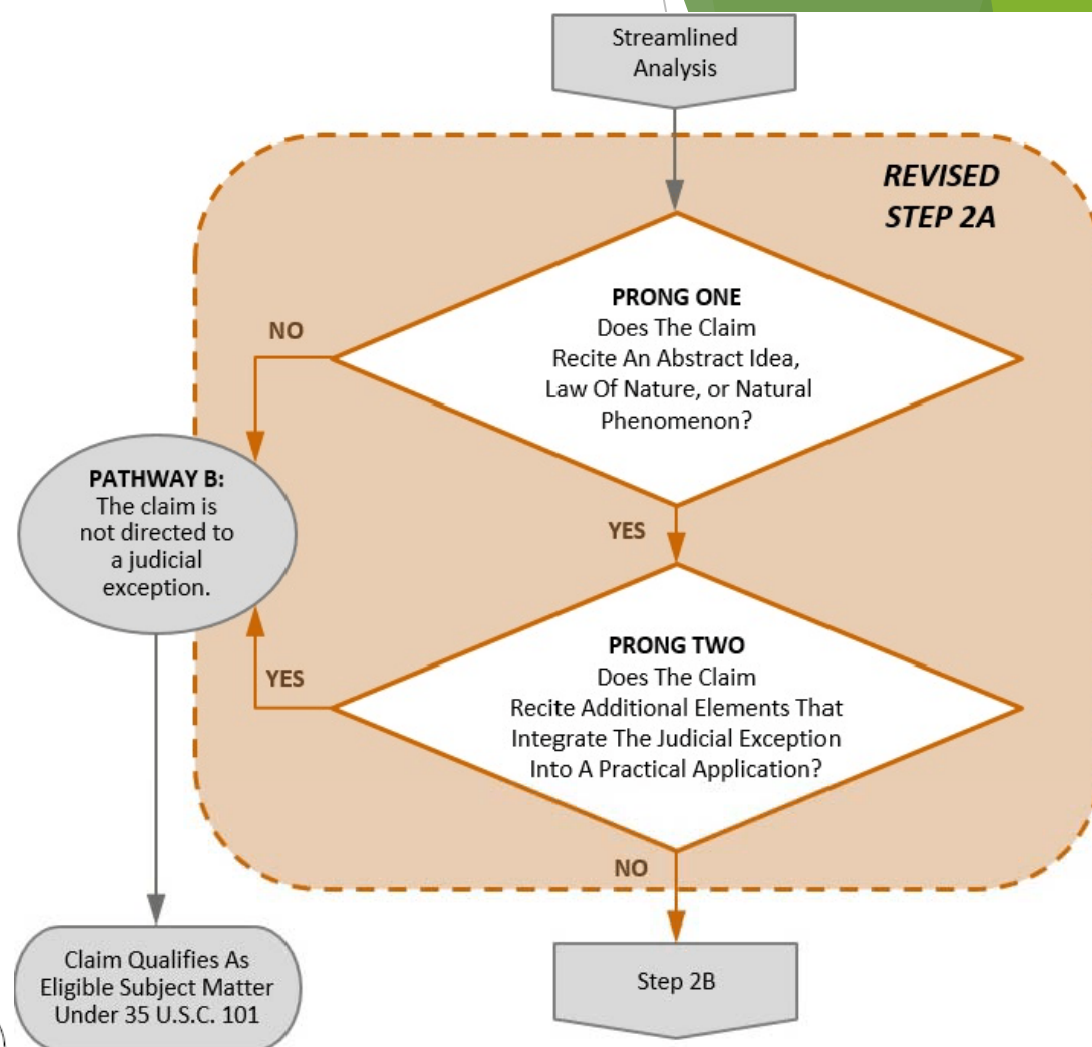 Streamlined
Analysis
REVISED
STEP 2A
PRONG ONE
Does The Claim
Recite An Abstract Idea,
Law Of Nature, or Natural
Phenomenon?
NO
PATHWAY B:
The claim is
not directed to
a judicial
exception.
YES
PRONG TWO
Does The Claim
Recite Additional Elements That
Integrate The Judicial Exception
Into A Practical Application?
YES
NO
Claim Qualifies As
Eligible Subject Matter
Under 35 U.S.C. 101
Step 2B